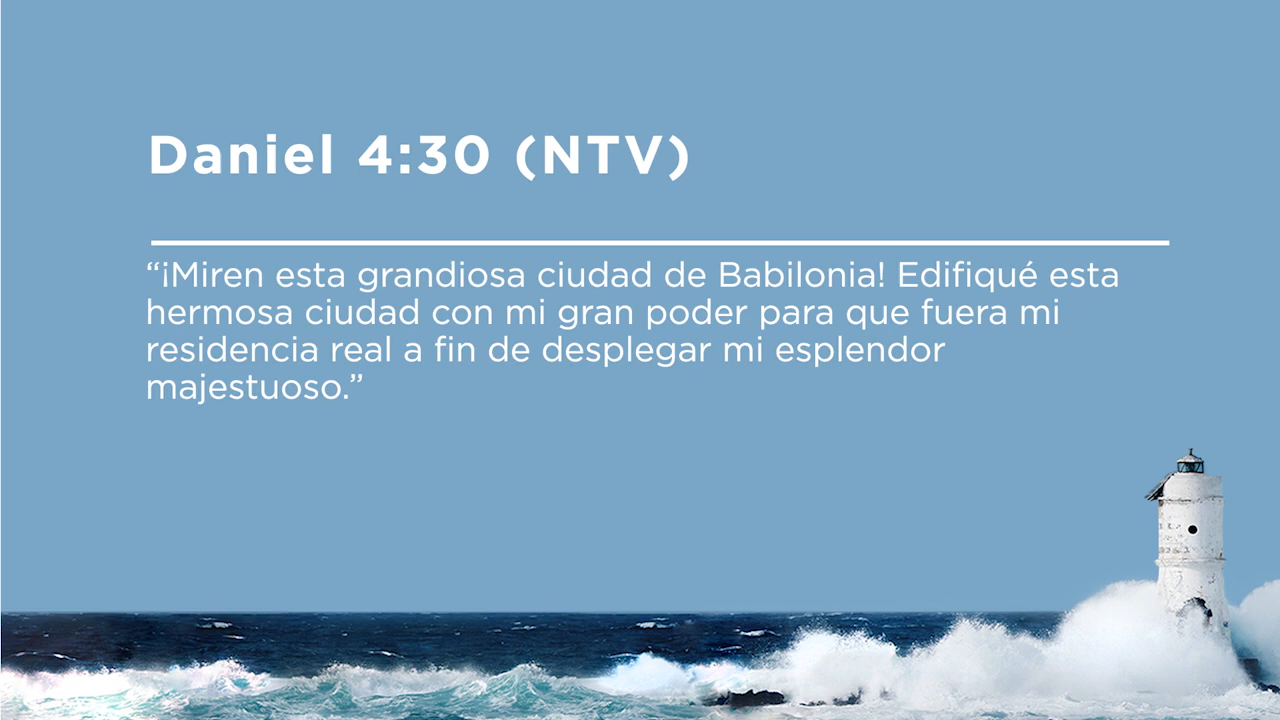 Daniel 4:30 (NTV)
“¡Miren esta grandiosa ciudad de Babilonia! Edifiqué esta
hermosa ciudad con mi gran poder para que fuera mi
residencia real a fin de desplegar mi esplendor
majestuoso.”